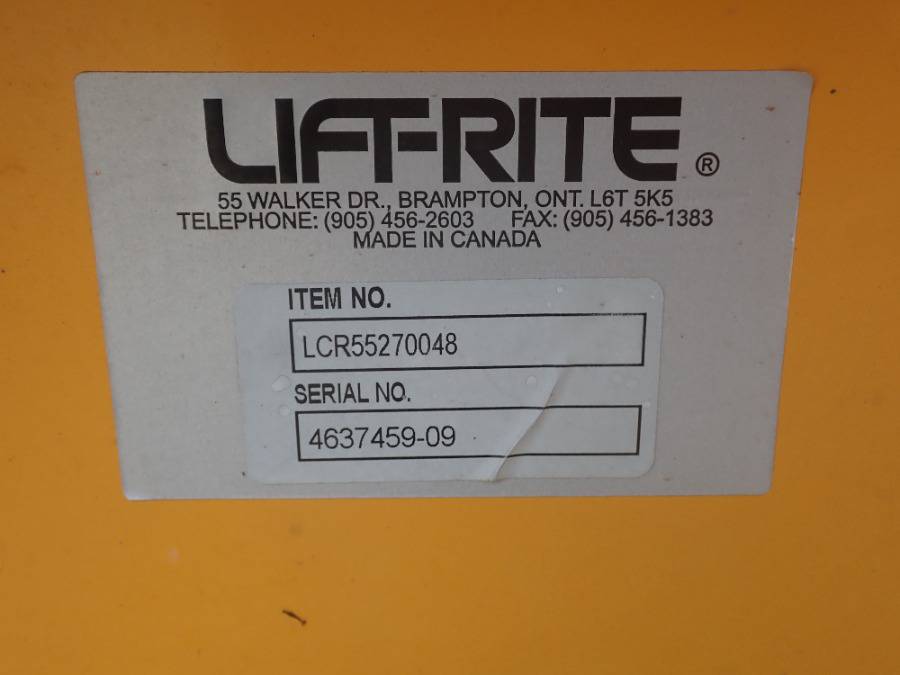 LIFT-RITE ®
55 WALKER DR., BRAMPTON, ONT. L6T 5K5
TELEPHONE: (905) 456-2603 FAX: (905) 456-1383
MADE IN CANADA
ITEM NO.
LCR55270048
SERIAL NO.
4637459-09